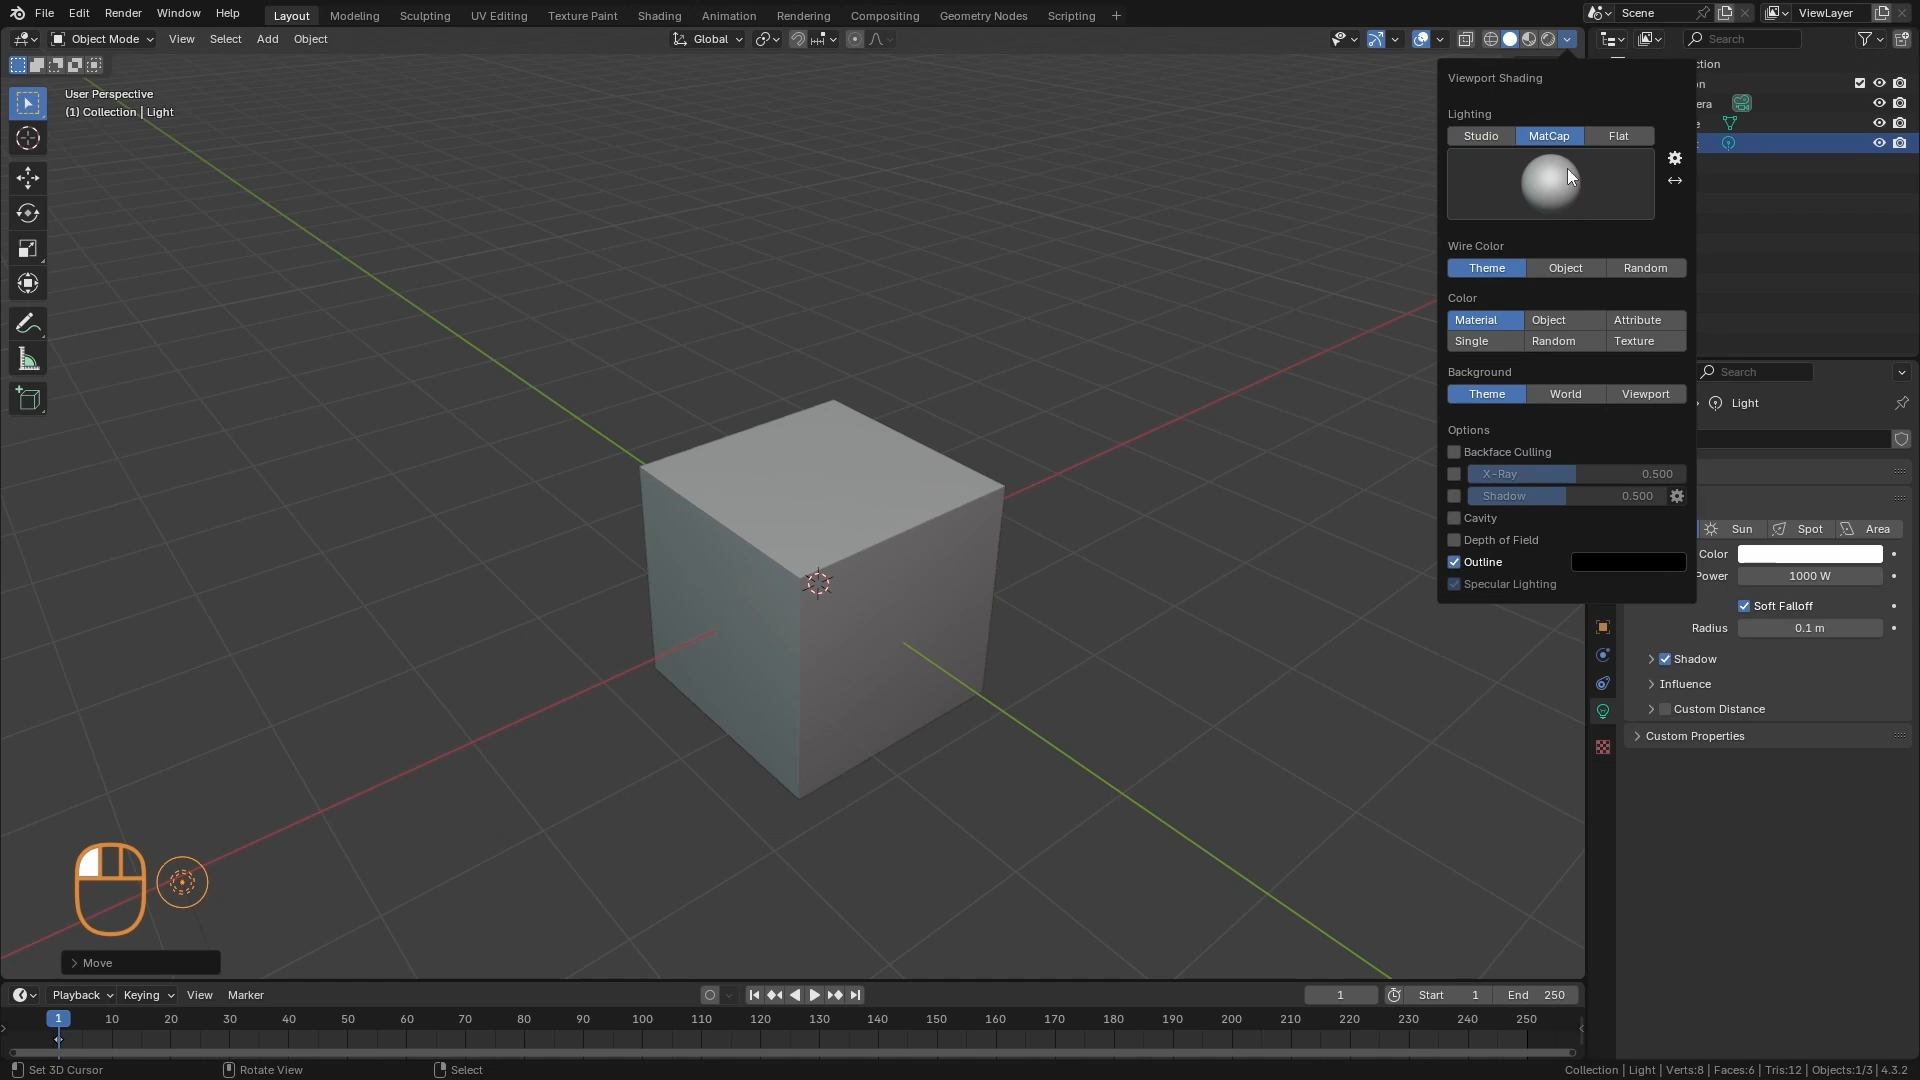 File Edit Render Window Help Layout Modeling Sculpting UV Editing Texture Paint Shading Animation Rendering Compositing Geometry Nodes Scripting + Scene ViewLayer
Object Mode View Select Add Object Global Search
User Perspective
(1) Collection | Light
Viewport Shading
Lighting
Studio MatCap Flat
Wire Color
Theme Object Random
Color
Material Object Attribute
Single Random Texture
Background
Theme World Viewport
Options
Backface Culling
X-Ray 0.500
Shadow 0.500
Cavity
Depth of Field
Outline
Specular Lighting
ction
on
era
e
t
Search
Light
Sun Spot Area
Color
Power 1000 W
Soft Falloff
Radius 0.1 m
Shadow
Influence
Custom Distance
Custom Properties
Move
Playback Keying View Marker 1 Start 1 End 250
1 10 20 30 40 50 60 70 80 90 100 110 120 130 140 150 160 170 180 190 200 210 220 230 240 250
Set 3D Cursor Rotate View Select Collection | Light | Verts:8 | Faces:6 | Tris:12 | Objects:1/3 | 4.3.2